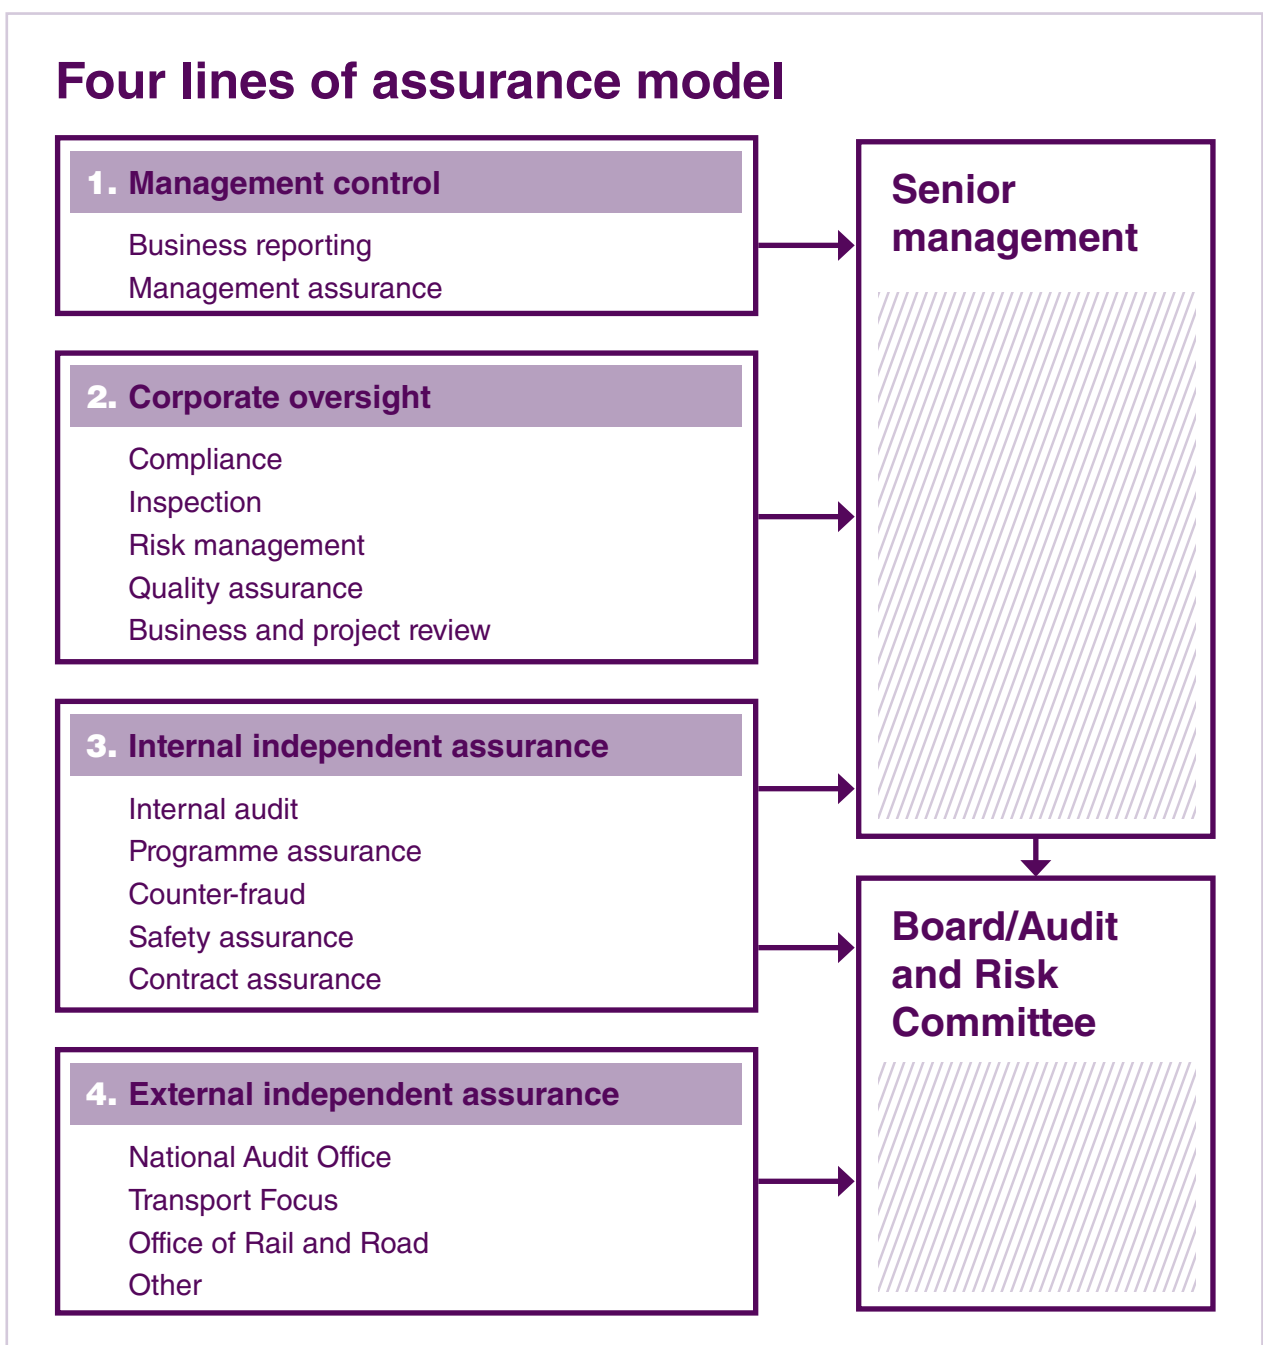 Four lines of assurance model
1. Management control
Business reporting
Management assurance
2. Corporate oversight
Compliance
Inspection
Risk management
Quality assurance
Business and project review
3. Internal independent assurance
Internal audit
Programme assurance
Counter-fraud
Safety assurance
Contract assurance
4. External independent assurance
National Audit Office
Transport Focus
Office of Rail and Road
Other
Senior
management
Board/Audit
and Risk
Committee